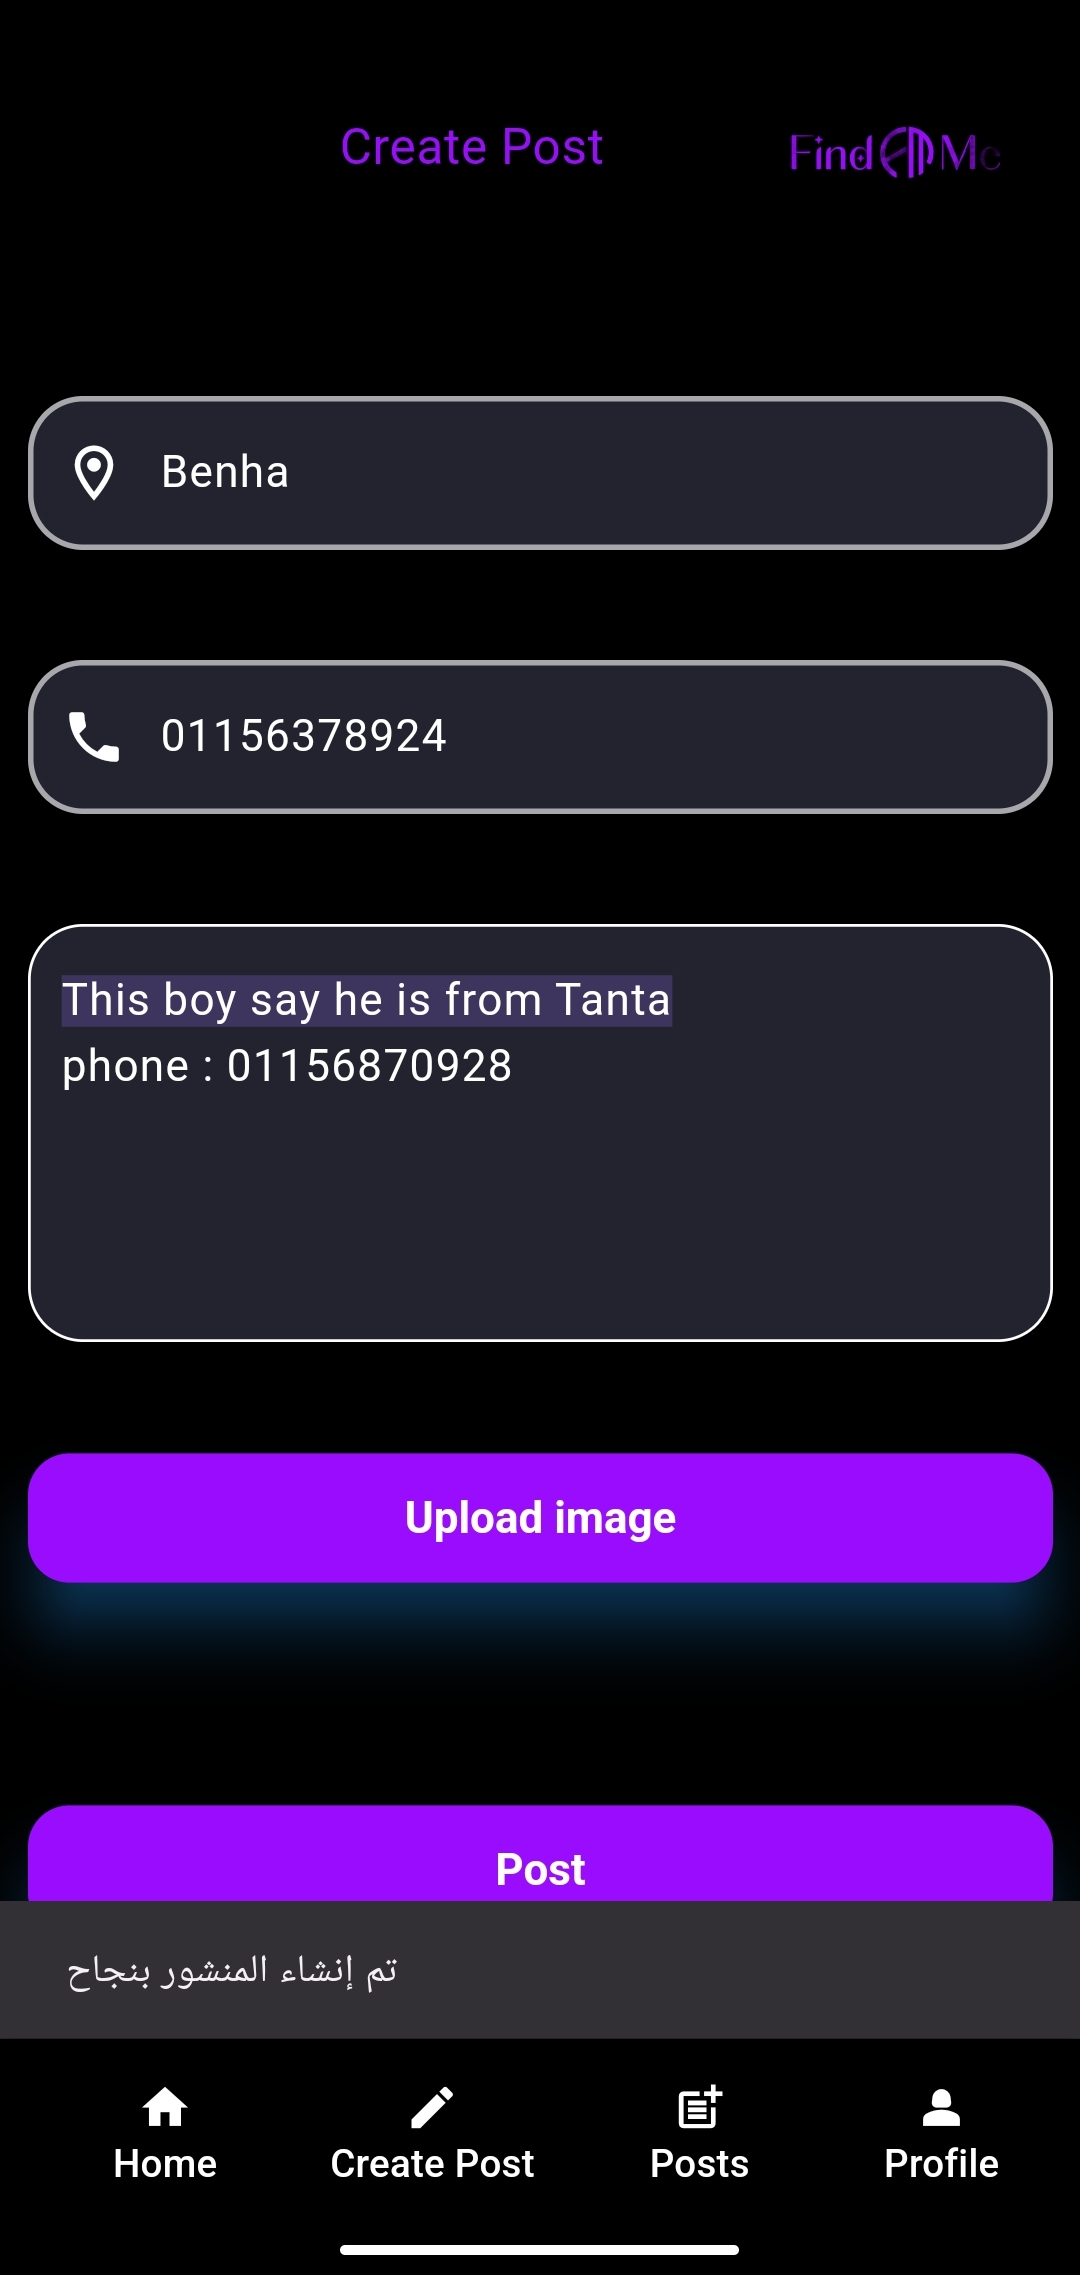 Create Post
Find Me
Benha
01156378924
This boy say he is from Tanta
phone : 01156870928
Upload image
Post
تم إنشاء المنشور بنجاح
Home
Create Post
Posts
Profile